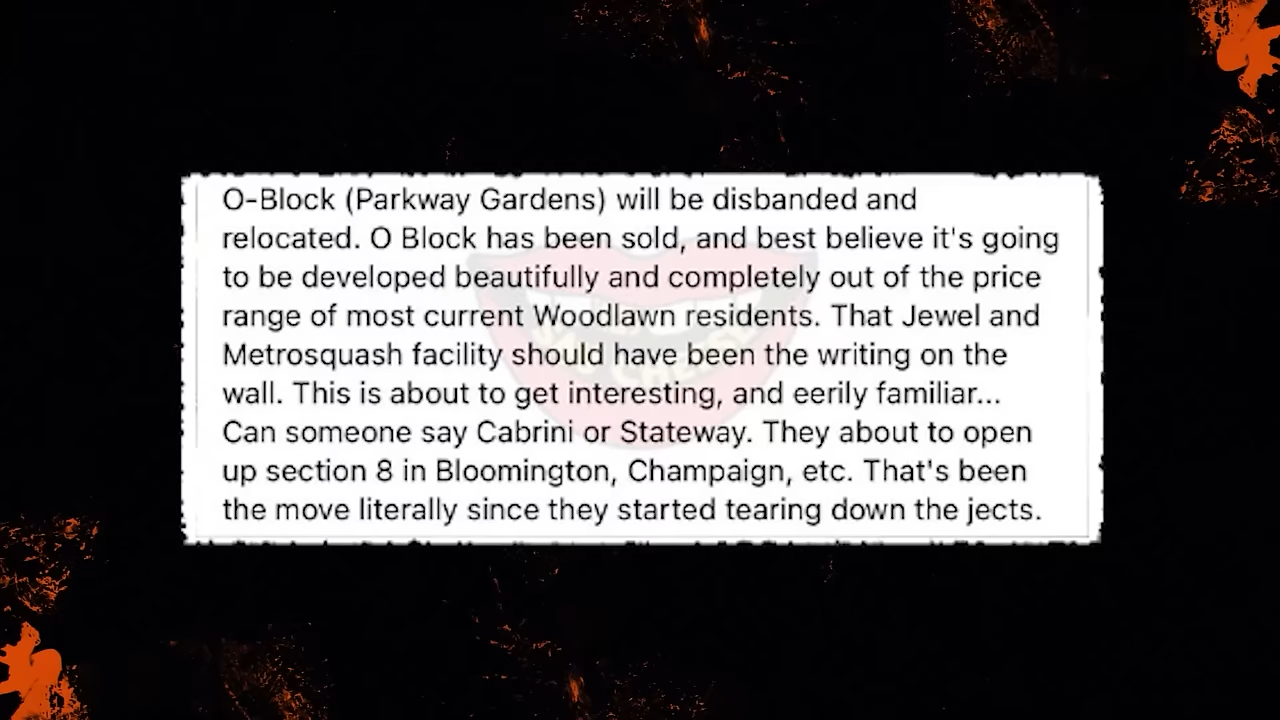 O-Block (Parkway Gardens) will be disbanded and
relocated. O Block has been sold, and best believe it's going
to be developed beautifully and completely out of the price
range of most current Woodlawn residents. That Jewel and
Metrosquash facility should have been the writing on the
wall. This is about to get interesting, and eerily familiar...
Can someone say Cabrini or Stateway. They about to open
up section 8 in Bloomington, Champaign, etc. That's been
the move literally since they started tearing down the jects.